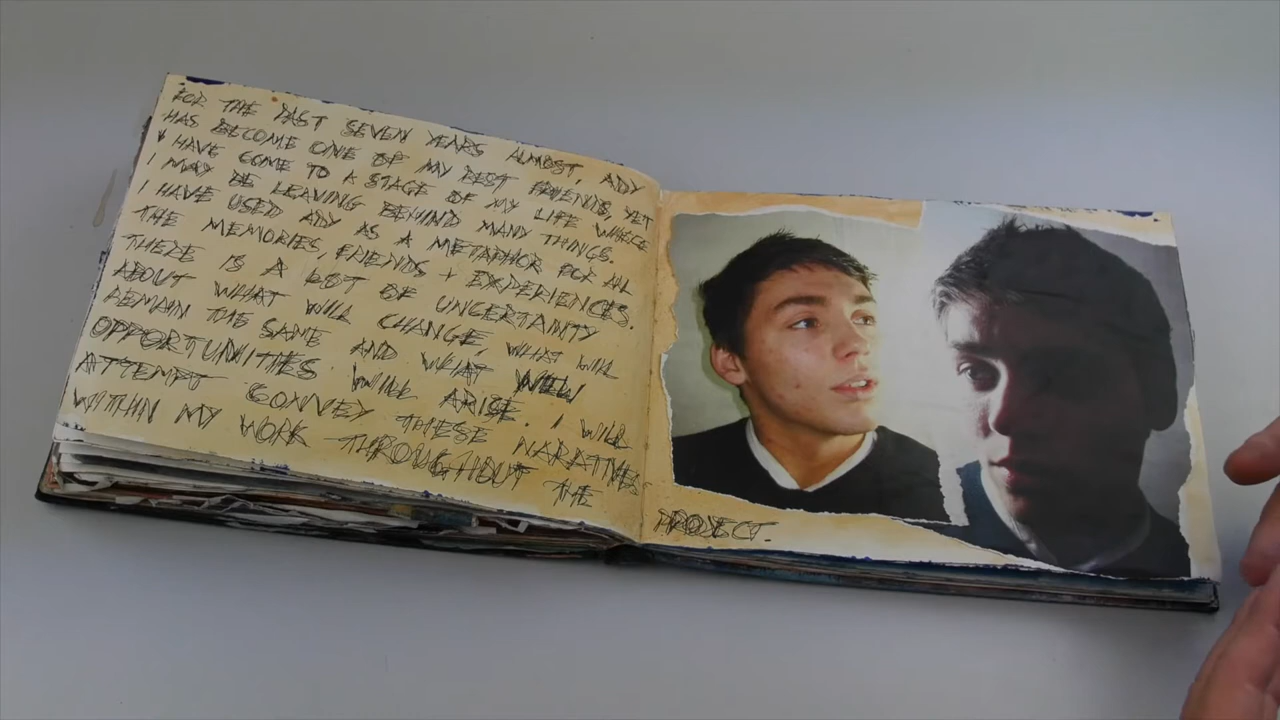 FOR THE PAST SEVEN YEARS ALMOST, ADY
HAS BECOME ONE OF MY BEST FRIENDS, YET
I HAVE COME TO A STAGE OF MY LIFE WHERE
I MAY BE LEAVING BEHIND MANY THINGS.
I HAVE USED ADY AS A METAPHOR FOR ALL
THE MEMORIES, FRIENDS + EXPERIENCES.
THERE IS A LOT OF UNCERTAINTY
ABOUT WHAT WILL CHANGE, WHAT WILL
REMAIN THE SAME AND WHAT NEW
OPPORTUNITIES WILL ARISE. I WILL
ATTEMPT CONVEY THESE NARATIVES
WITHIN MY WORK THROUGHOUT THE
PROJECT.